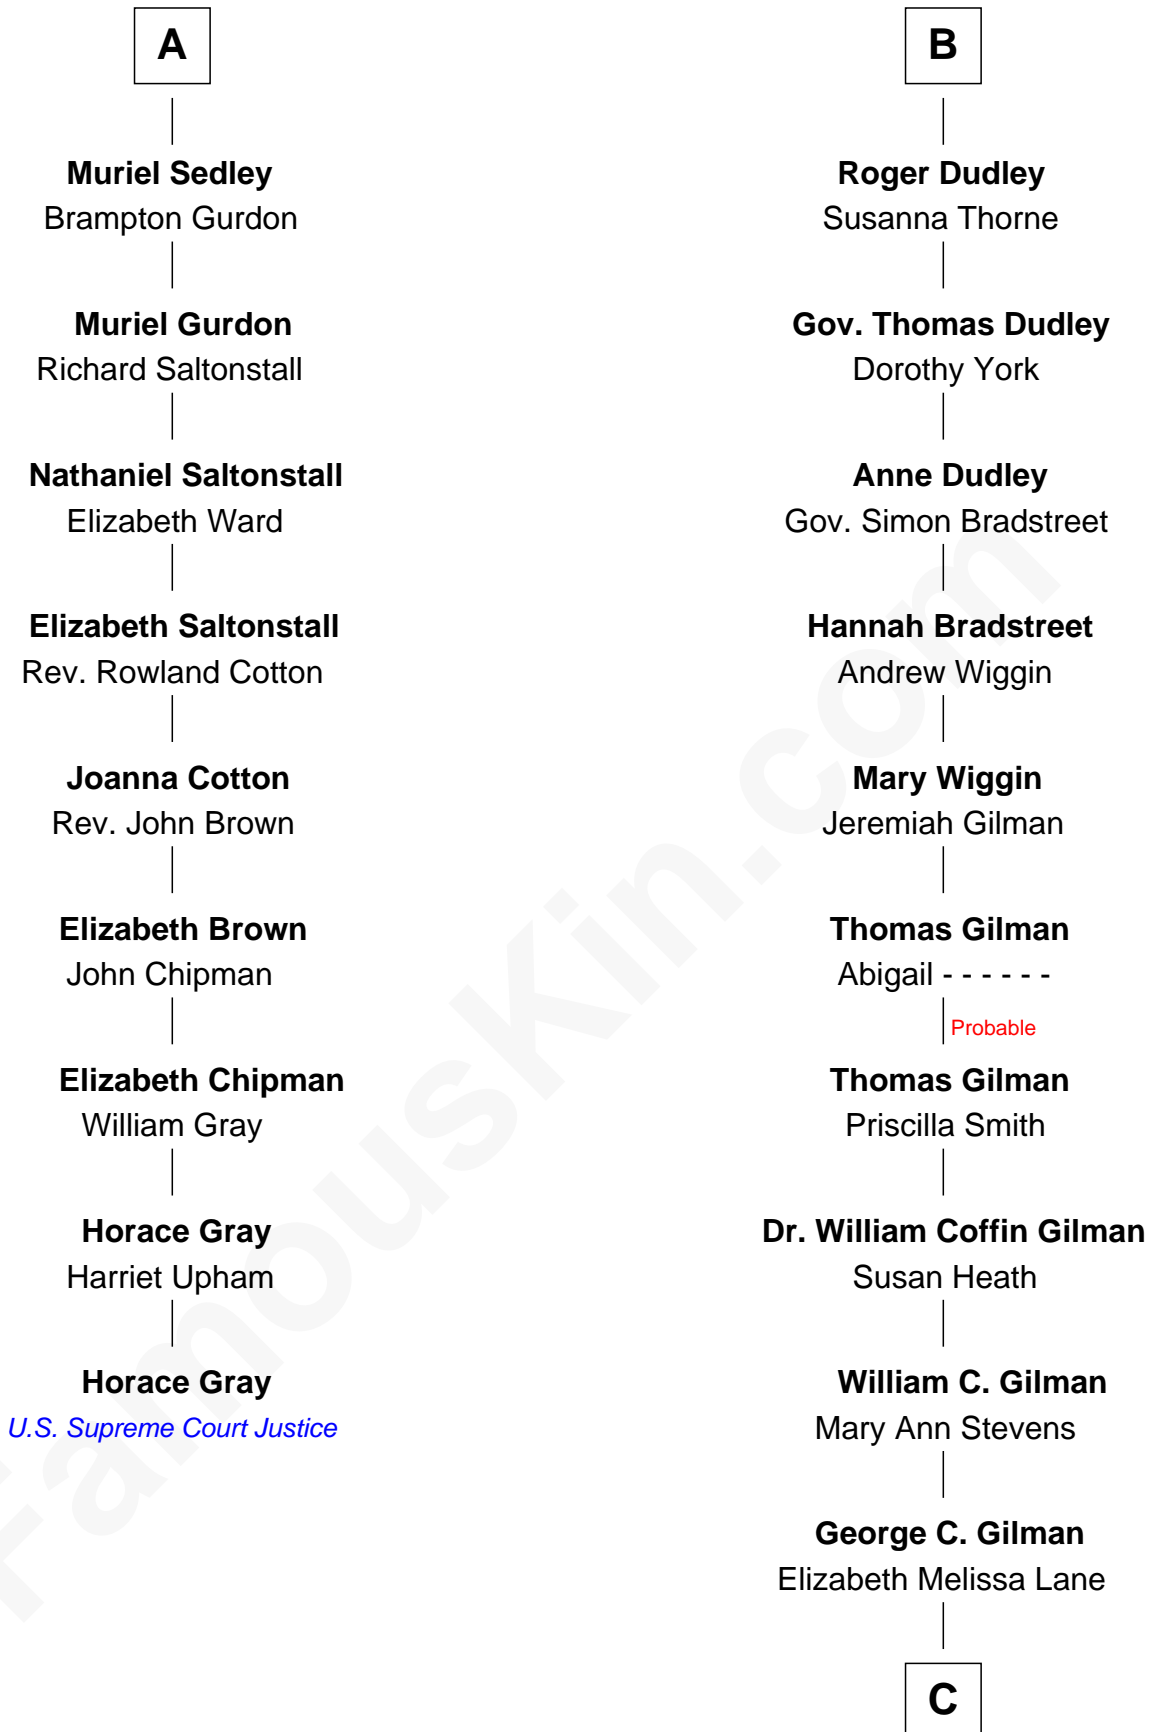 A
Muriel Sedley
Brampton Gurdon
Muriel Gurdon
Richard Saltonstall
Nathaniel Saltonstall
Elizabeth Ward
Elizabeth Saltonstall
Rev. Rowland Cotton
Joanna Cotton
Rev. John Brown
Elizabeth Brown
John Chipman
Elizabeth Chipman
William Gray
Horace Gray
Harriet Upham
Horace Gray
U.S. Supreme Court Justice
B
Roger Dudley
Susanna Thorne
Gov. Thomas Dudley
Dorothy York
Anne Dudley
Gov. Simon Bradstreet
Hannah Bradstreet
Andrew Wiggin
Mary Wiggin
Jeremiah Gilman
Thomas Gilman
Abigail - - - - - -
Probable
Thomas Gilman
Priscilla Smith
Dr. William Coffin Gilman
Susan Heath
William C. Gilman
Mary Ann Stevens
George C. Gilman
Elizabeth Melissa Lane
C
FamousKin.com